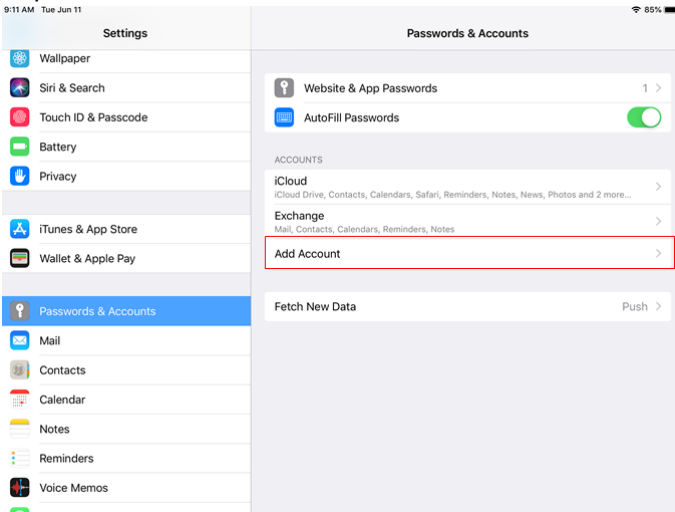 9:11 AM Tue Jun 11
85%
Settings
Wallpaper
Siri & Search
Touch ID & Passcode
Battery
Privacy
iTunes & App Store
Wallet & Apple Pay
Passwords & Accounts
Mail
Contacts
Calendar
Notes
Reminders
Voice Memos
Passwords & Accounts
Website & App Passwords 1
AutoFill Passwords
ACCOUNTS
iCloud
iCloud Drive, Contacts, Calendars, Safari, Reminders, Notes, News, Photos and 2 more...
Exchange
Mail, Contacts, Calendars, Reminders, Notes
Add Account
Fetch New Data Push